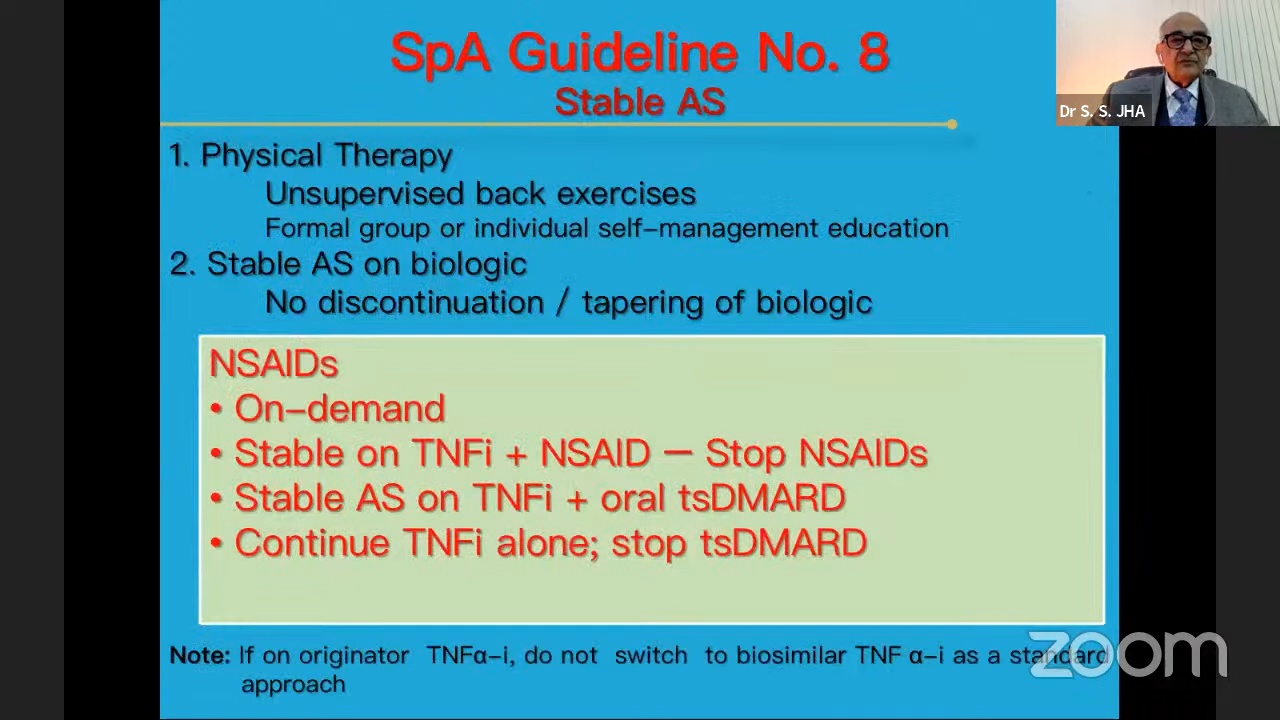 SpA Guideline No. 8
Stable AS
Dr S. S. JHA
1. Physical Therapy
Unsupervised back exercises
Formal group or individual self-management education
2. Stable AS on biologic
No discontinuation / tapering of biologic
NSAIDs
• On-demand
• Stable on TNFi + NSAID — Stop NSAIDs
• Stable AS on TNFi + oral tsDMARD
• Continue TNFi alone; stop tsDMARD
Note: If on originator TNFα-i, do not switch to biosimilar TNF α-i as a standard
approach
zoom